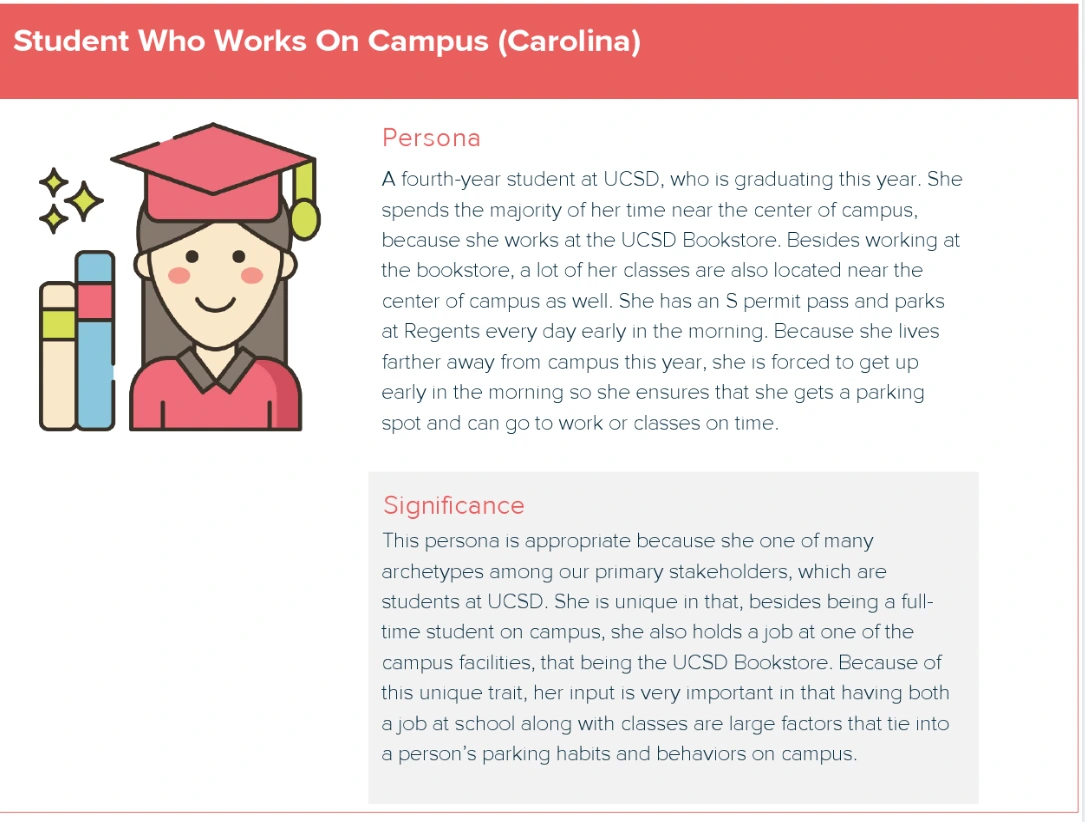 Student Who Works On Campus (Carolina)
Persona
A fourth-year student at UCSD, who is graduating this year. She
spends the majority of her time near the center of campus,
because she works at the UCSD Bookstore. Besides working at
the bookstore, a lot of her classes are also located near the
center of campus as well. She has an S permit pass and parks
at Regents every day early in the morning. Because she lives
farther away from campus this year, she is forced to get up
early in the morning so she ensures that she gets a parking
spot and can go to work or classes on time.
Significance
This persona is appropriate because she one of many
archetypes among our primary stakeholders, which are
students at UCSD. She is unique in that, besides being a full-
time student on campus, she also holds a job at one of the
campus facilities, that being the UCSD Bookstore. Because of
this unique trait, her input is very important in that having both
a job at school along with classes are large factors that tie into
a person’s parking habits and behaviors on campus.